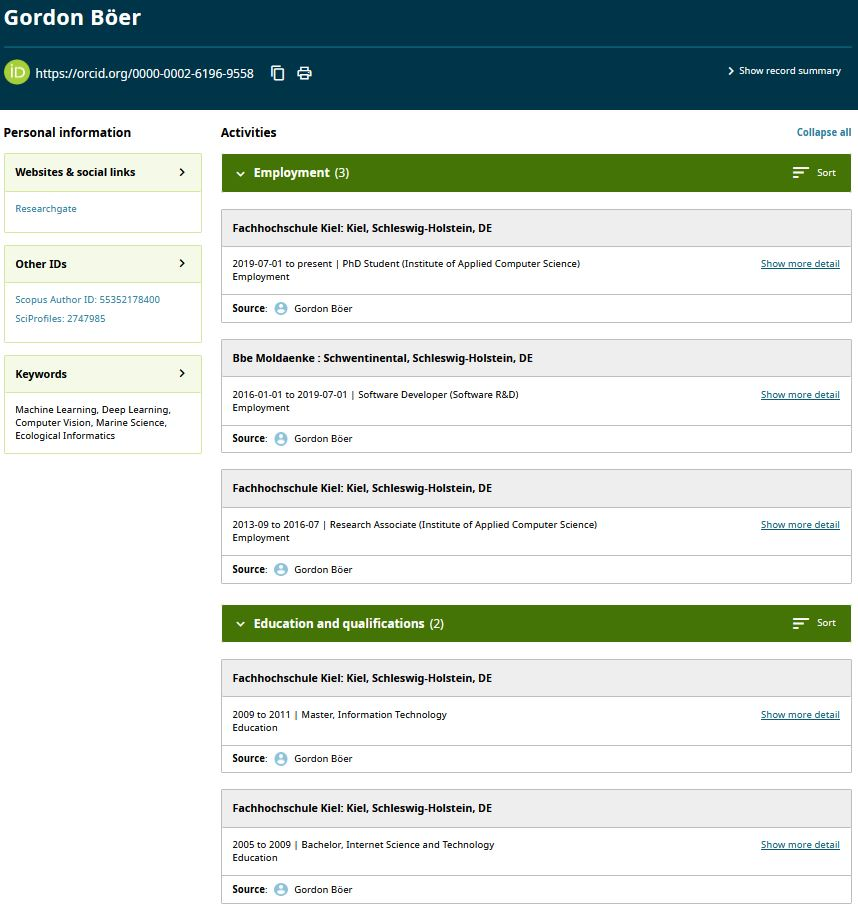 Gordon Böer
iD https://orcid.org/0000-0002-6196-9558
Show record summary
Personal information
Websites & social links
Researchgate
Other IDs
Scopus Author ID: 55352178400
SciProfiles: 2747985
Keywords
Machine Learning, Deep Learning,
Computer Vision, Marine Science,
Ecological Informatics
Activities
Collapse all
Employment (3)
Sort
Fachhochschule Kiel: Kiel, Schleswig-Holstein, DE
2019-07-01 to present | PhD Student (Institute of Applied Computer Science)
Show more detail
Employment
Source: Gordon Böer
Bbe Moldaenke : Schwentinental, Schleswig-Holstein, DE
2016-01-01 to 2019-07-01 | Software Developer (Software R&D)
Show more detail
Employment
Source: Gordon Böer
Fachhochschule Kiel: Kiel, Schleswig-Holstein, DE
2013-09 to 2016-07 | Research Associate (Institute of Applied Computer Science)
Show more detail
Employment
Source: Gordon Böer
Education and qualifications (2)
Sort
Fachhochschule Kiel: Kiel, Schleswig-Holstein, DE
2009 to 2011 | Master, Information Technology
Show more detail
Education
Source: Gordon Böer
Fachhochschule Kiel: Kiel, Schleswig-Holstein, DE
2005 to 2009 | Bachelor, Internet Science and Technology
Show more detail
Education
Source: Gordon Böer